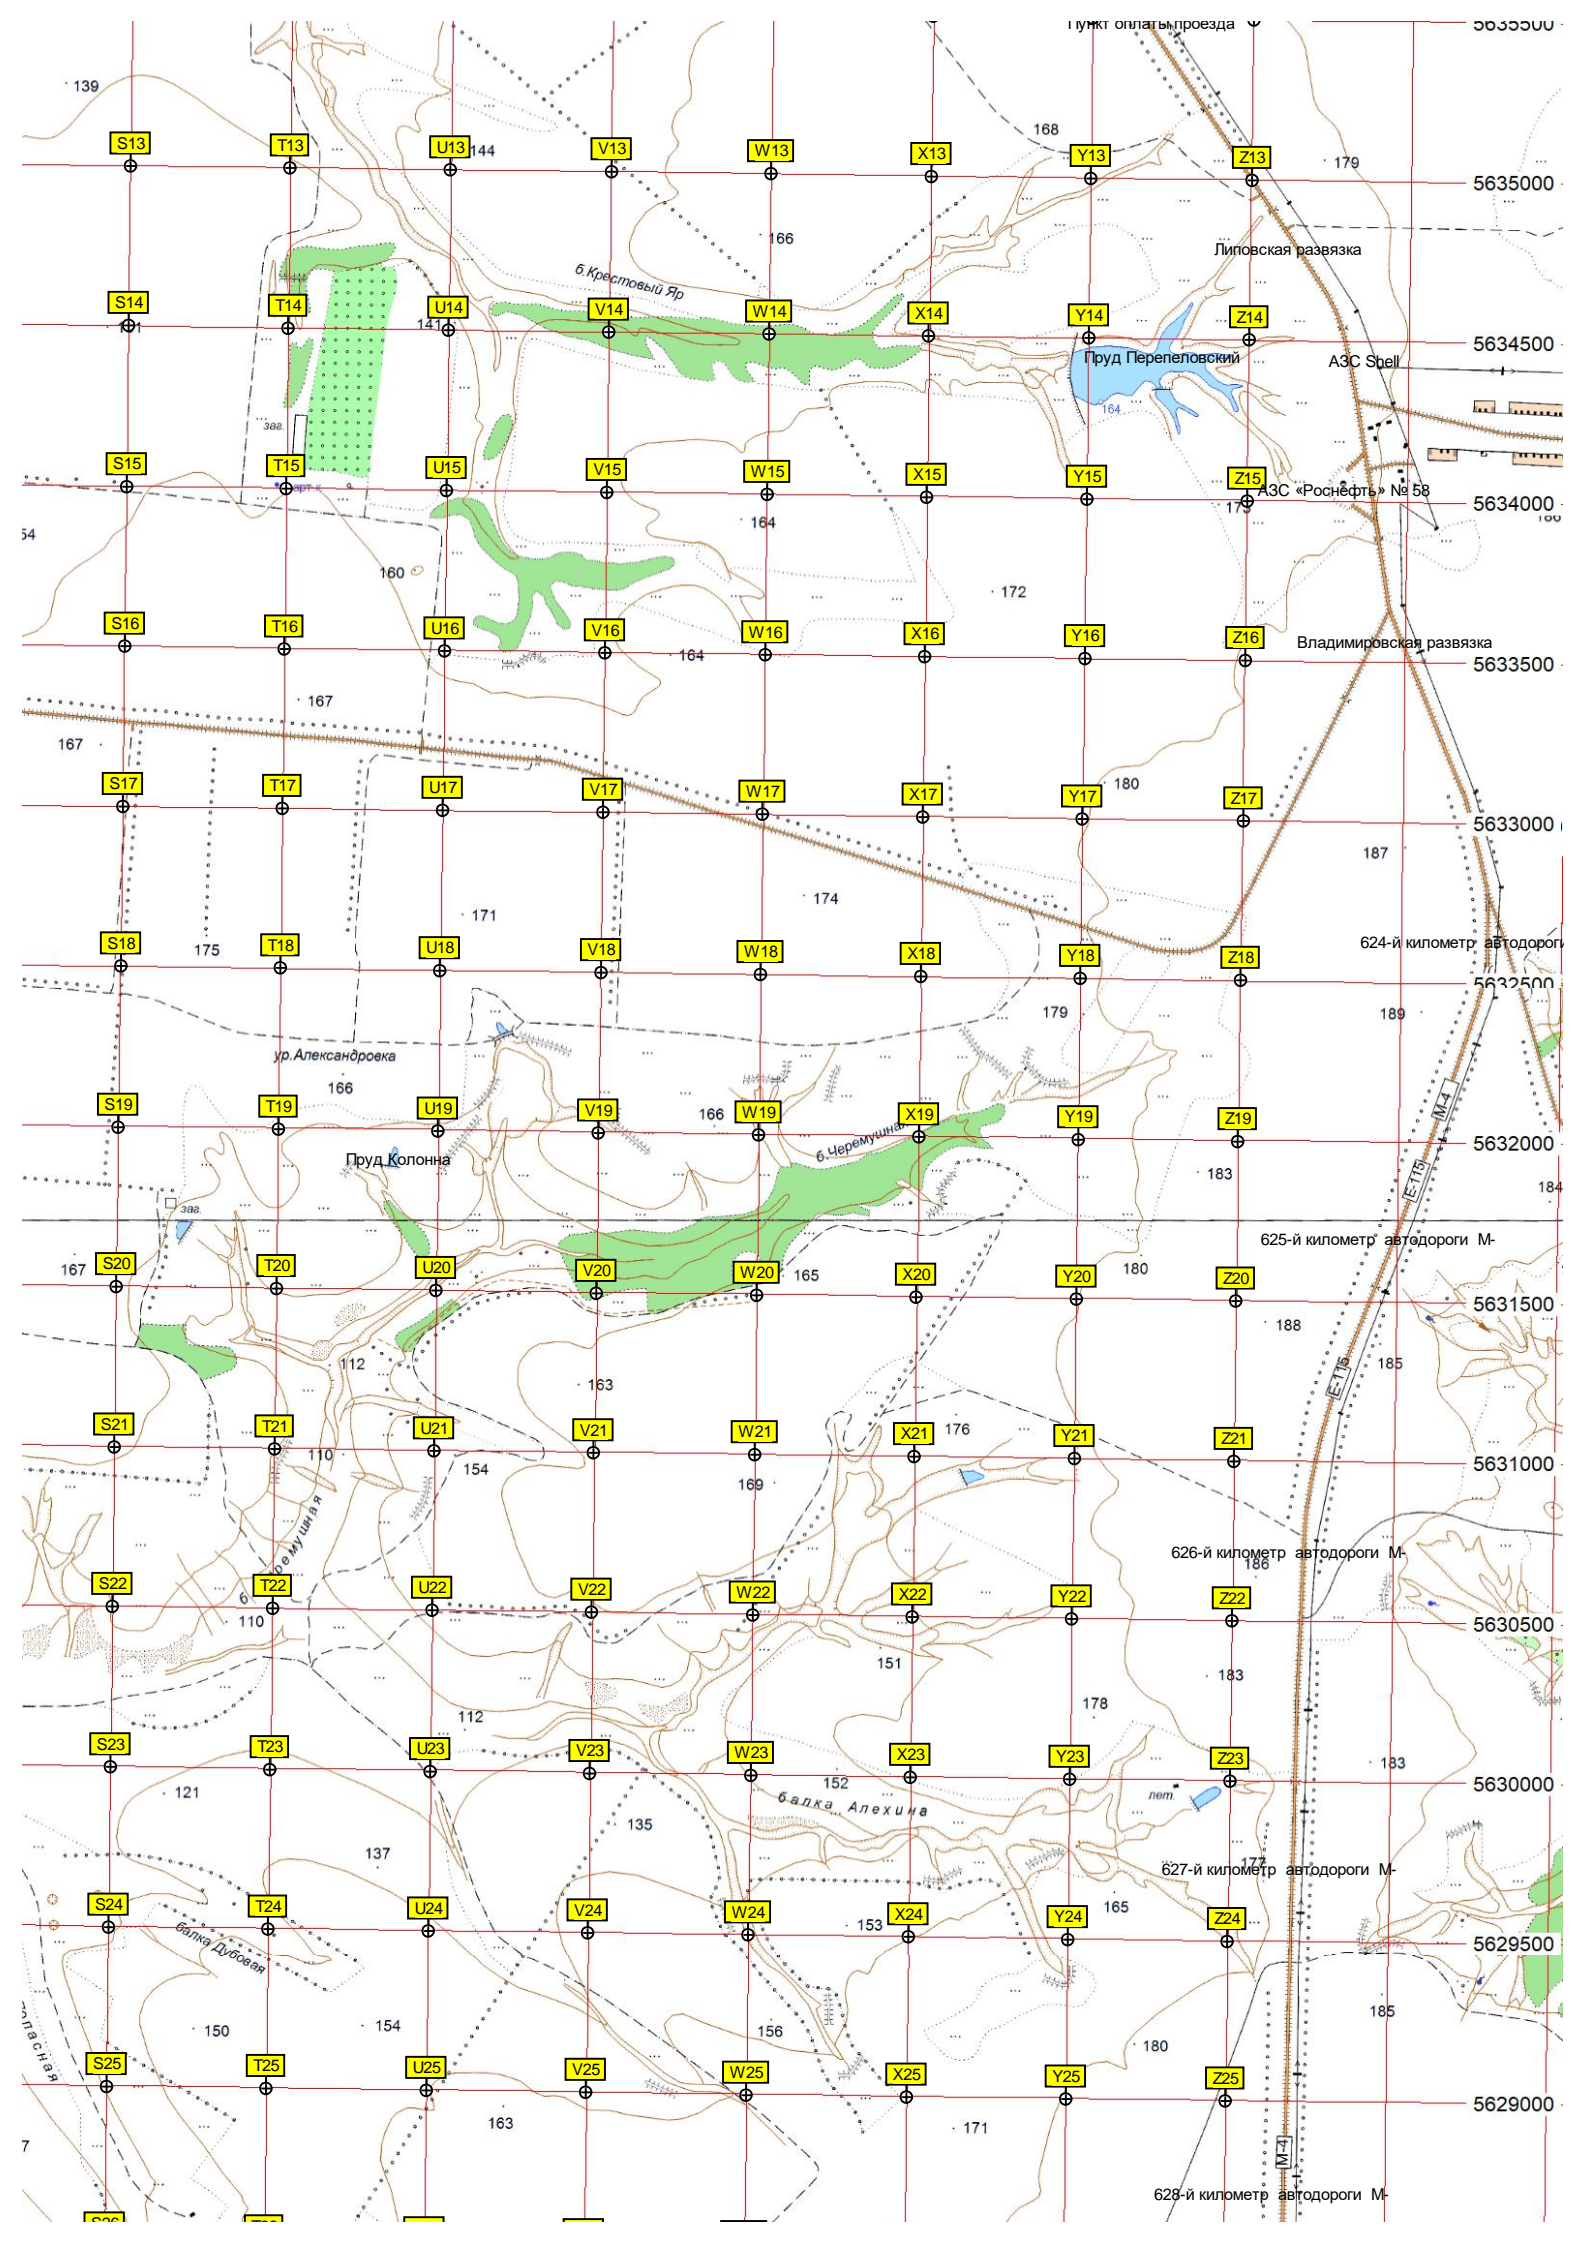 Пункт оплаты проезда
5635500
139
168
S13 T13 U13 144 V13 W13 X13 Y13 Z13 179
5635000
166
Липовская развязка
б.Крестовый Яр
S14 T14 U14 V14 W14 X14 Y14 Z14
141
5634500
Пруд Перепеловский
АЗС Shell
164
заг.
S15 T15 U15 V15 W15 X15 Y15 Z15
АЗС «Роснефть» № 58
5634000
164
54
160
172
S16 T16 U16 V16 W16 X16 Y16 Z16
164
Владимировская развязка
5633500
167
167
S17 T17 U17 V17 W17 X17 Y17 180 Z17
5633000
187
174
171
175
S18 T18 U18 V18 W18 X18 Y18 Z18
624-й километр автодороги
5632500
179
189
ур.Александровка
166
S19 T19 U19 V19 166 W19 X19 Y19 Z19
М-4
б.Черемушная
5632000
Пруд Колонна
183
Е-115
184
заг.
625-й километр автодороги М-
167
S20 T20 U20 V20 W20 165 X20 Y20 180 Z20
5631500
188
112
185
Е-115
163
S21 T21 U21 V21 W21 X21 176 Y21 Z21
110
154
5631000
169
626-й километр автодороги М-
186
S22 T22 U22 V22 W22 X22 Y22 Z22
110
5630500
151
183
178
112
S23 T23 U23 V23 W23 X23 Y23 Z23
183
152
5630000
121
лет.
балка Алехина
135
137
177
627-й километр автодороги М-
165
S24 T24 U24 V24 W24 153 X24 Y24 Z24
балка Дубовая
5629500
185
150
154
156
180
S25 T25 U25 V25 W25 X25 Y25 Z25
5629000
163
171
7
М-4
628-й километр автодороги М-